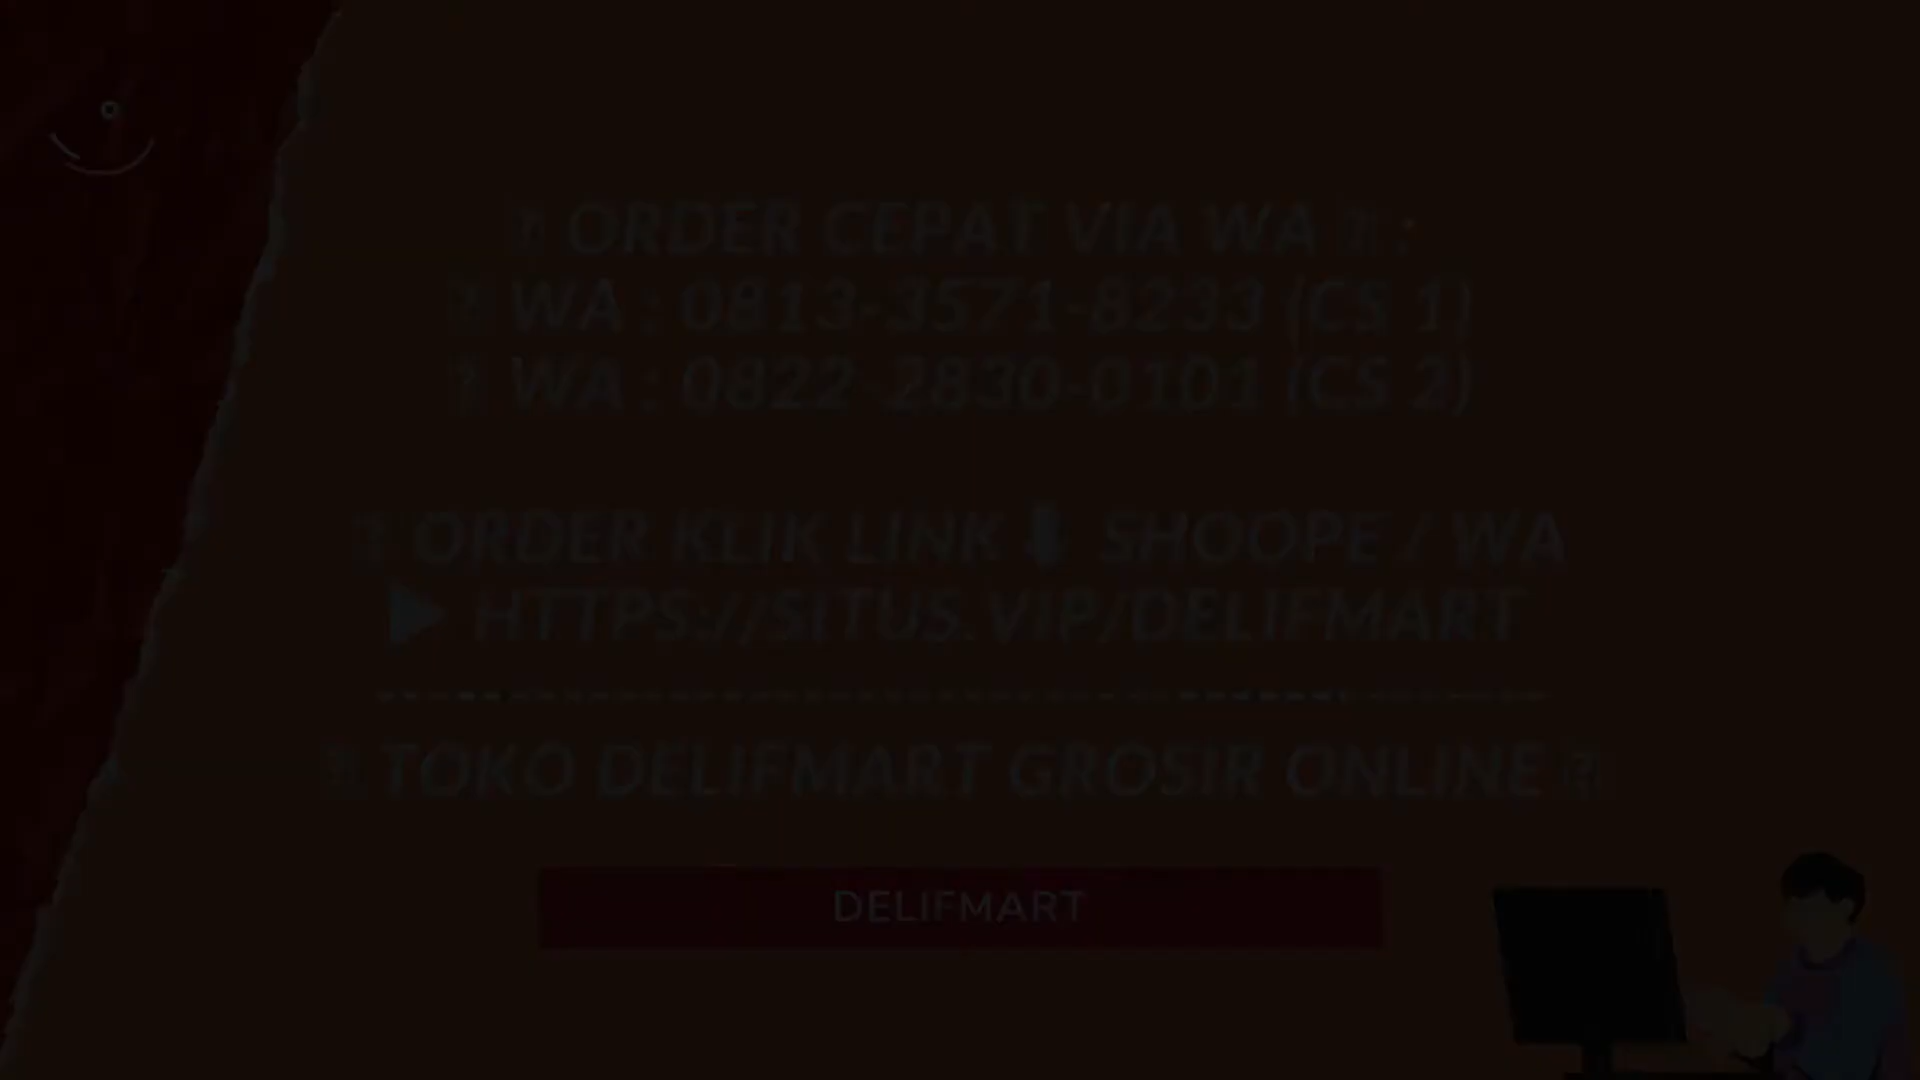 ORDER CEPAT VIA WA :
WA : 0813-3571-8233 (CS 1)
WA : 0822-2830-0101 (CS 2)
ORDER KLIK LINK ⬇ SHOOPE / WA
▶ HTTPS://SITUS.VIP/DELIFMART
----------------------------------------------------
TOKO DELIFMART GROSIR ONLINE
DELIFMART